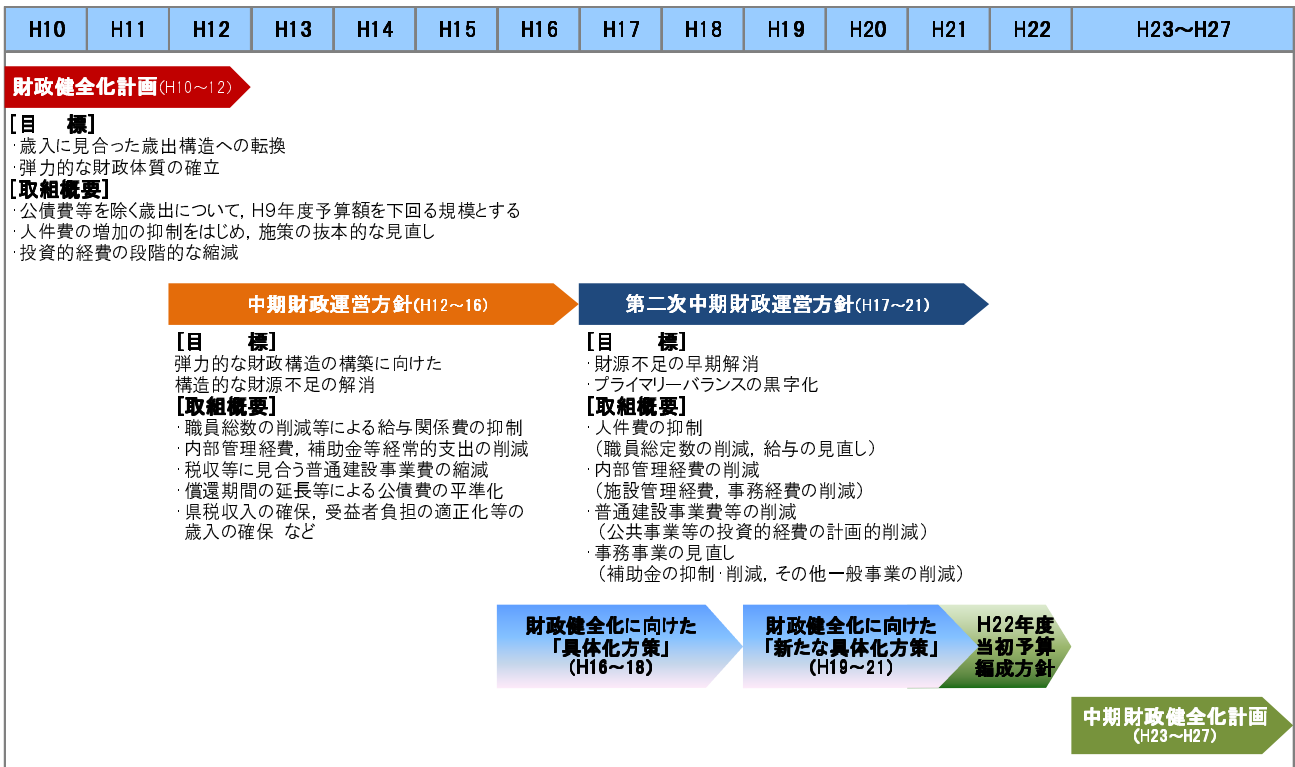 H10 H11 H12 H13 H14 H15 H16 H17 H18 H19 H20 H21 H22 H23～H27
財政健全化計画(H10～12)
[目　標]
・歳入に見合った歳出構造への転換
・弾力的な財政体質の確立
[取組概要]
・公債費等を除く歳出について，H9年度予算額を下回る規模とする
・人件費の増加の抑制をはじめ，施策の抜本的な見直し
・投資的経費の段階的な縮減
中期財政運営方針(H12～16)
[目　標]
弾力的な財政構造の構築に向けた
構造的な財源不足の解消
[取組概要]
・職員総数の削減等による給与関係費の抑制
・内部管理経費，補助金等経常的支出の削減
・税収等に見合う普通建設事業費の縮減
・償還期間の延長等による公債費の平準化
・県税収入の確保，受益者負担の適正化等の
歳入の確保 など
第二次中期財政運営方針(H17～21)
[目　標]
・財源不足の早期解消
・プライマリーバランスの黒字化
[取組概要]
・人件費の抑制
（職員総定数の削減，給与の見直し）
・内部管理経費の削減
（施設管理経費，事務経費の削減）
・普通建設事業費等の削減
（公共事業等の投資的経費の計画的削減）
・事務事業の見直し
（補助金の抑制・削減，その他一般事業の削減）
財政健全化に向けた
「具体化方策」
(H16～18)
財政健全化に向けた
「新たな具体化方策」
(H19～21)
H22年度
当初予算
編成方針
中期財政健全化計画
(H23～H27)